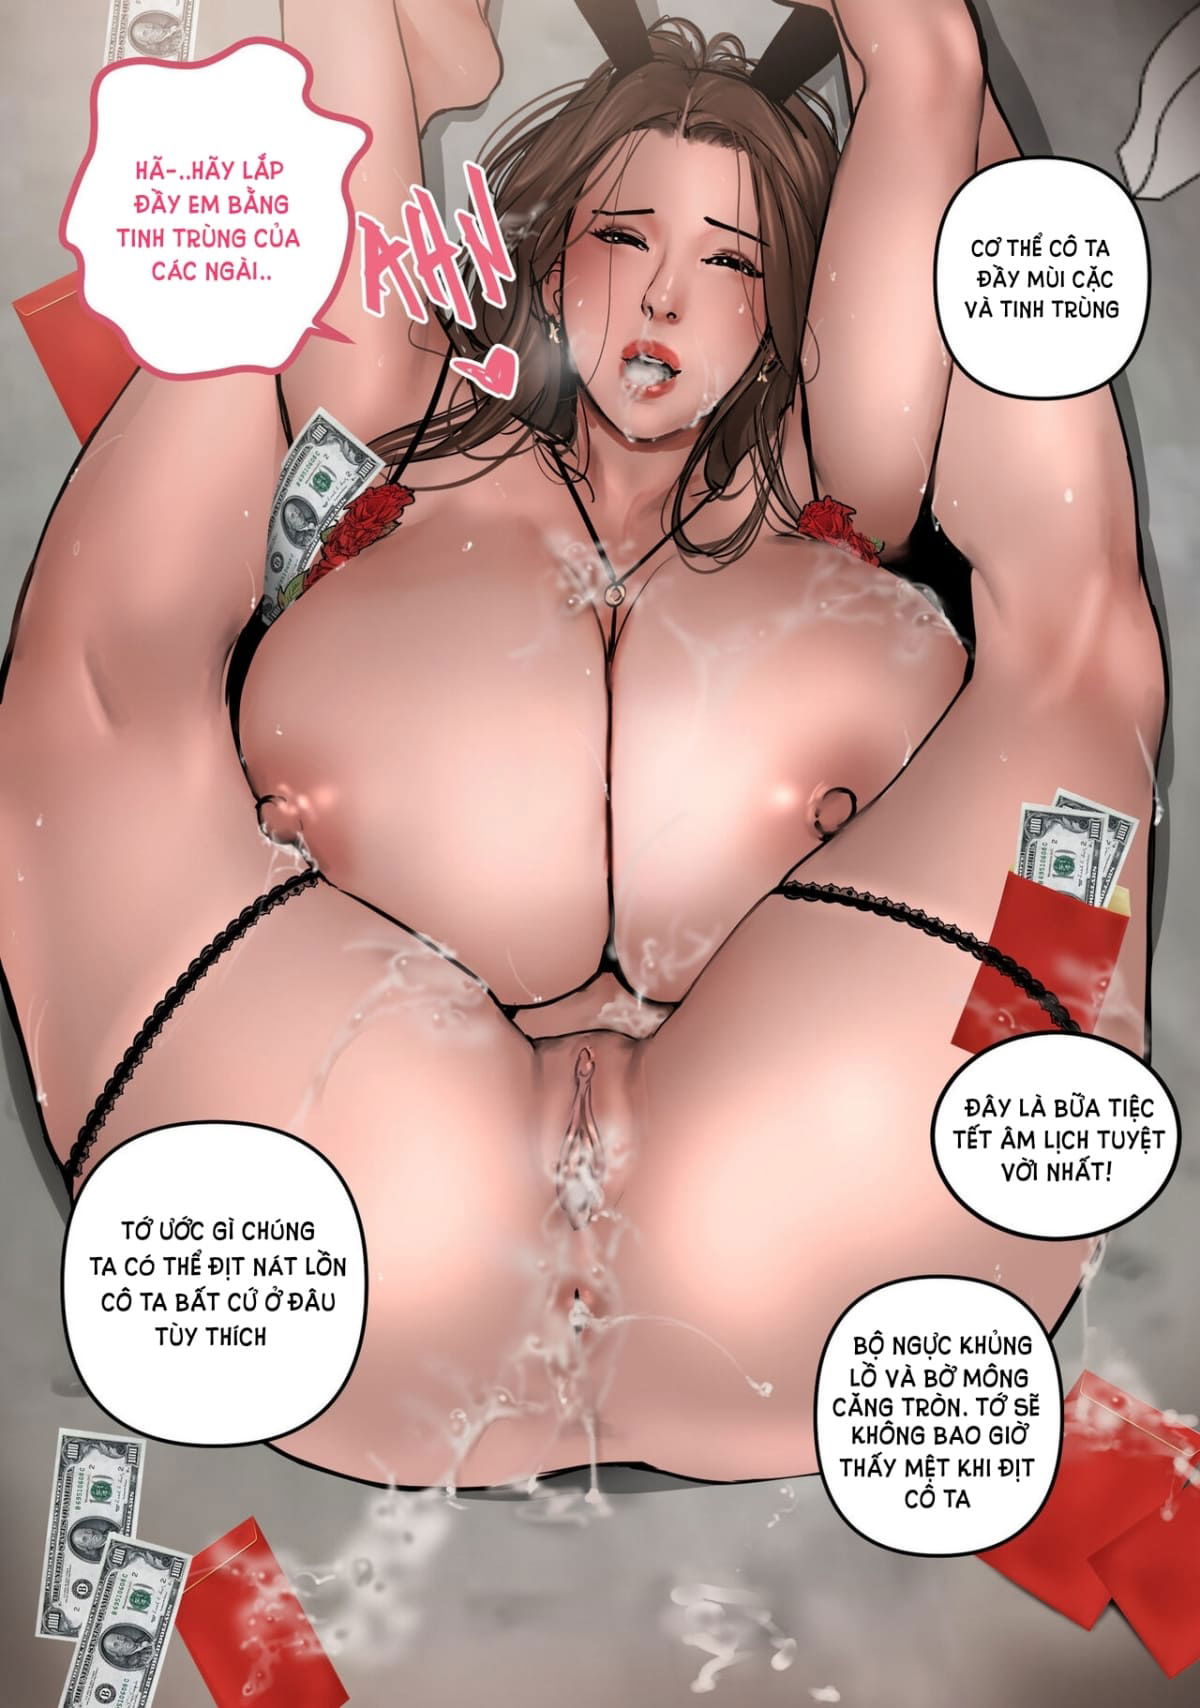 HÃ-..HÃY LẮP
ĐẦY EM BẰNG
TINH TRÙNG CỦA
CÁC NGÀI..
AHN
CƠ THỂ CÔ TA
ĐẦY MÙI CẶC
VÀ TINH TRÙNG
ĐÂY LÀ BỮA TIỆC
TẾT ÂM LỊCH TUYỆT
VỜI NHẤT!
TỚ ƯỚC GÌ CHÚNG
TA CÓ THỂ ĐỊT NÁT LỒN
CÔ TA BẤT CỨ Ở ĐÂU
TÙY THÍCH
BỘ NGỰC KHỦNG
LỒ VÀ BỜ MÔNG
CĂNG TRÒN. TỚ SẼ
KHÔNG BAO GIỜ
THẤY MỆT KHI ĐỊT
CÔ TA